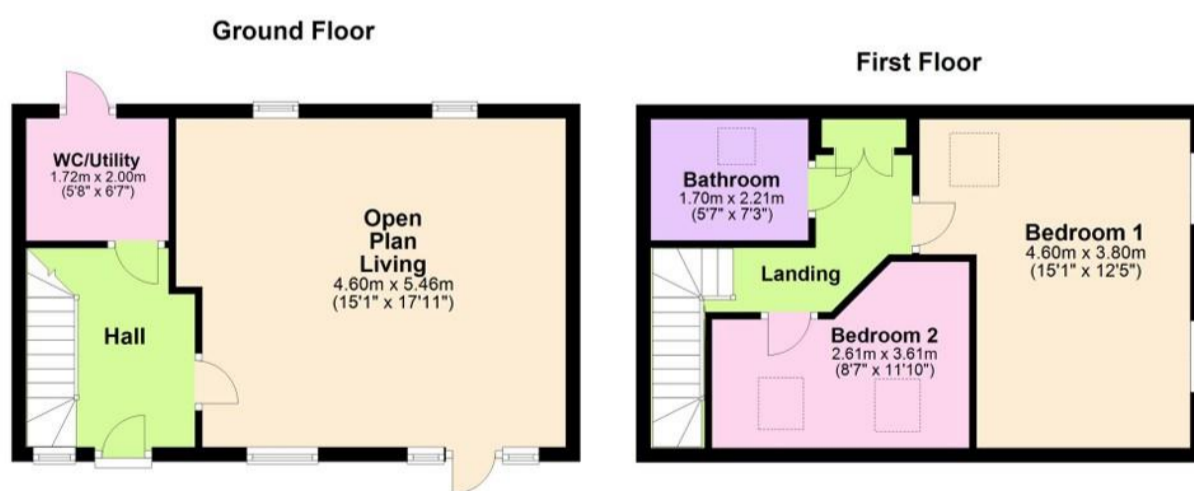 Ground Floor
WC/Utility
1.72m x 2.00m
(5'8" x 6'7")
Open
Plan
Living
4.60m x 5.46m
(15'1" x 17'11")
Hall
First Floor
Bathroom
1.70m x 2.21m
(5'7" x 7'3")
Bedroom 1
4.60m x 3.80m
(15'1" x 12'5")
Landing
Bedroom 2
2.61m x 3.61m
(8'7" x 11'10")